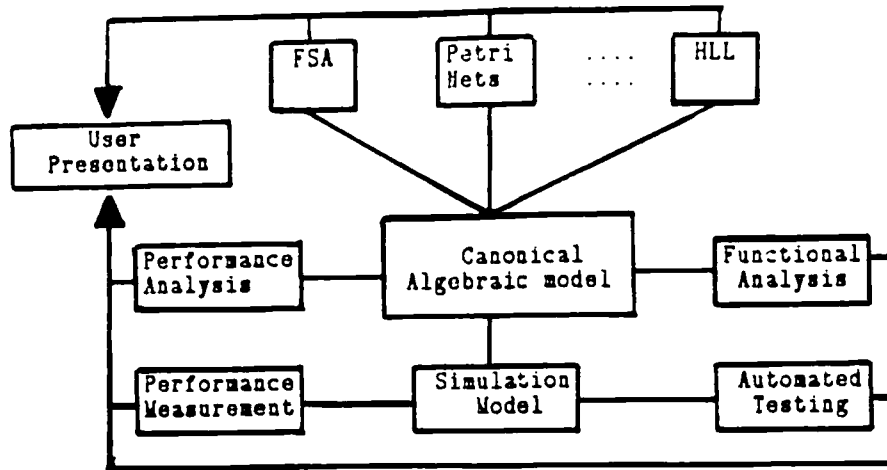 FSA
Petri
Nets
....
....
HLL
User
Presentation
Canonical
Algebraic model
Performance
Analysis
Functional
Analysis
Performance
Measurement
Simulation
Model
Automated
Testing